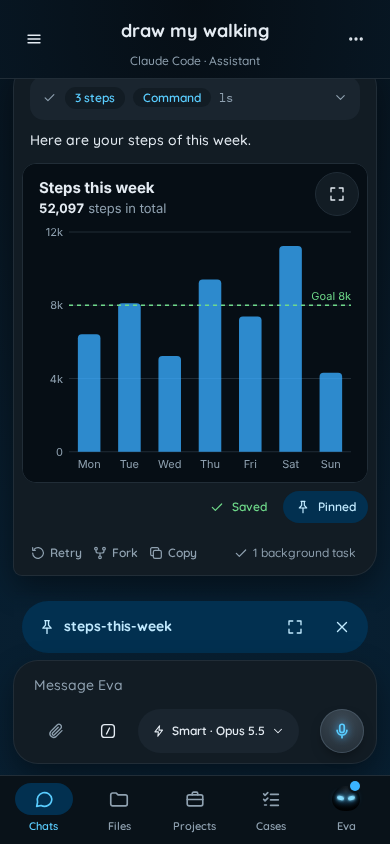 draw my walking
Claude Code · Assistant
3 steps Command 1s
Here are your steps of this week.
Steps this week
52,097 steps in total
12k
Goal 8k
8k
4k
0
Mon Tue Wed Thu Fri Sat Sun
Saved Pinned
Retry Fork Copy 1 background task
steps-this-week
Message Eva
Smart · Opus 5.5
Chats Files Projects Cases Eva